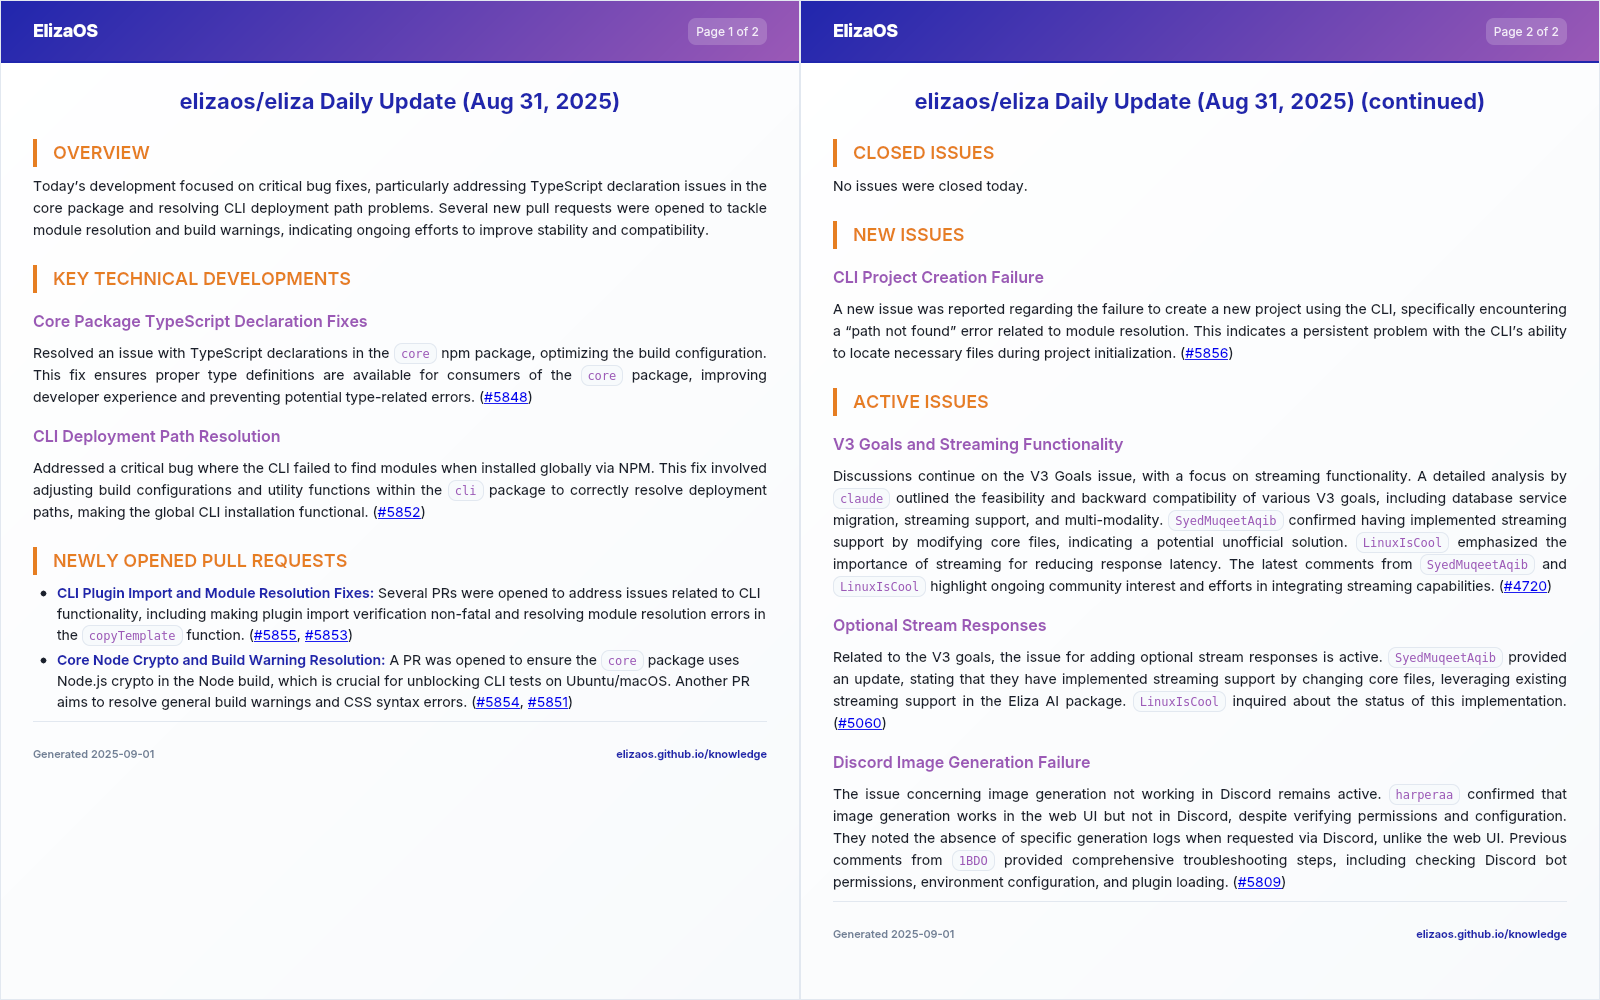 ElizaOS
Page 1 of 2
elizaos/eliza Daily Update (Aug 31, 2025)
OVERVIEW
Today’s development focused on critical bug fixes, particularly addressing TypeScript declaration issues in the
core package and resolving CLI deployment path problems. Several new pull requests were opened to tackle
module resolution and build warnings, indicating ongoing efforts to improve stability and compatibility.
KEY TECHNICAL DEVELOPMENTS
Core Package TypeScript Declaration Fixes
Resolved an issue with TypeScript declarations in the core npm package, optimizing the build configuration.
This fix ensures proper type definitions are available for consumers of the core package, improving
developer experience and preventing potential type-related errors. (#5848)
CLI Deployment Path Resolution
Addressed a critical bug where the CLI failed to find modules when installed globally via NPM. This fix involved
adjusting build configurations and utility functions within the cli package to correctly resolve deployment
paths, making the global CLI installation functional. (#5852)
NEWLY OPENED PULL REQUESTS
• CLI Plugin Import and Module Resolution Fixes: Several PRs were opened to address issues related to CLI
functionality, including making plugin import verification non-fatal and resolving module resolution errors in
the copyTemplate function. (#5855, #5853)
• Core Node Crypto and Build Warning Resolution: A PR was opened to ensure the core package uses
Node.js crypto in the Node build, which is crucial for unblocking CLI tests on Ubuntu/macOS. Another PR
aims to resolve general build warnings and CSS syntax errors. (#5854, #5851)
Generated 2025-09-01
elizaos.github.io/knowledge
ElizaOS
Page 2 of 2
elizaos/eliza Daily Update (Aug 31, 2025) (continued)
CLOSED ISSUES
No issues were closed today.
NEW ISSUES
CLI Project Creation Failure
A new issue was reported regarding the failure to create a new project using the CLI, specifically encountering
a “path not found” error related to module resolution. This indicates a persistent problem with the CLI’s ability
to locate necessary files during project initialization. (#5856)
ACTIVE ISSUES
V3 Goals and Streaming Functionality
Discussions continue on the V3 Goals issue, with a focus on streaming functionality. A detailed analysis by
claude outlined the feasibility and backward compatibility of various V3 goals, including database service
migration, streaming support, and multi-modality. SyedMuqeetAqib confirmed having implemented streaming
support by modifying core files, indicating a potential unofficial solution. LinuxIsCool emphasized the
importance of streaming for reducing response latency. The latest comments from SyedMuqeetAqib and
LinuxIsCool highlight ongoing community interest and efforts in integrating streaming capabilities. (#4720)
Optional Stream Responses
Related to the V3 goals, the issue for adding optional stream responses is active. SyedMuqeetAqib provided
an update, stating that they have implemented streaming support by changing core files, leveraging existing
streaming support in the Eliza AI package. LinuxIsCool inquired about the status of this implementation.
(#5060)
Discord Image Generation Failure
The issue concerning image generation not working in Discord remains active. harperaa confirmed that
image generation works in the web UI but not in Discord, despite verifying permissions and configuration.
They noted the absence of specific generation logs when requested via Discord, unlike the web UI. Previous
comments from 1BDO provided comprehensive troubleshooting steps, including checking Discord bot
permissions, environment configuration, and plugin loading. (#5809)
Generated 2025-09-01
elizaos.github.io/knowledge